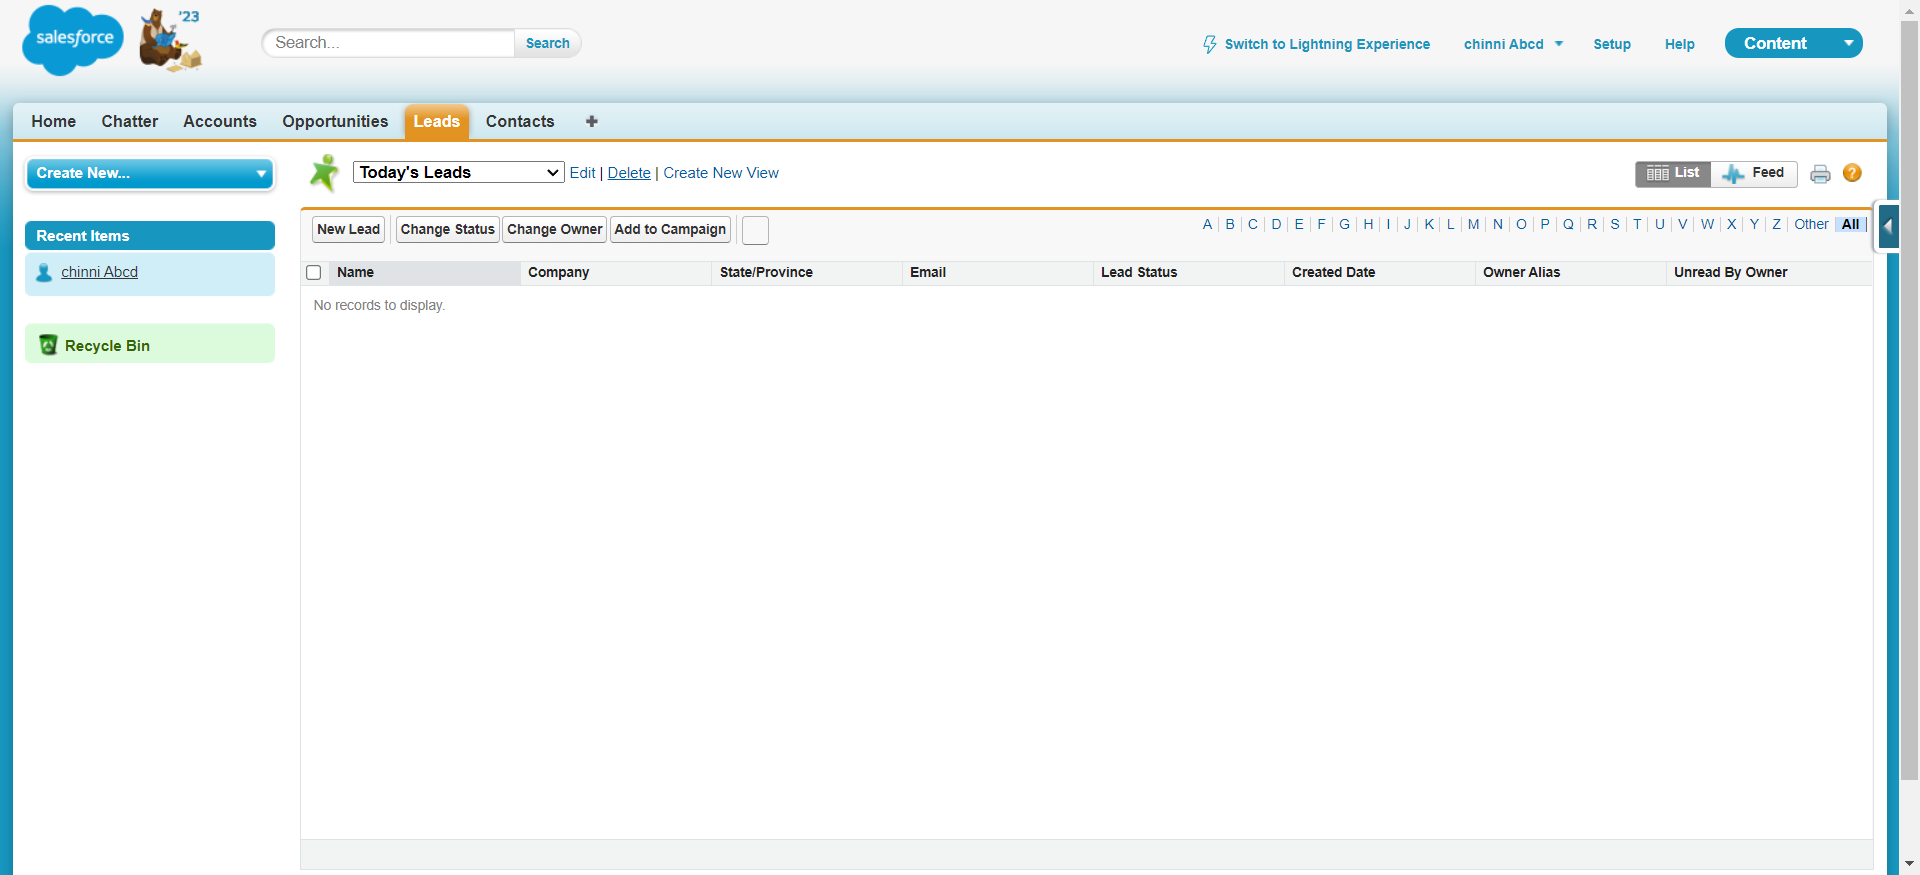 salesforce
'23
Search...
Search
Switch to Lightning Experience
chinni Abcd
Setup
Help
Content
Home
Chatter
Accounts
Opportunities
Leads
Contacts
+
Create New...
Recent Items
chinni Abcd
Recycle Bin
Today's Leads
Edit | Delete | Create New View
List
Feed
?
New Lead
Change Status
Change Owner
Add to Campaign
A | B | C | D | E | F | G | H | I | J | K | L | M | N | O | P | Q | R | S | T | U | V | W | X | Y | Z | Other | All
Name
Company
State/Province
Email
Lead Status
Created Date
Owner Alias
Unread By Owner
No records to display.